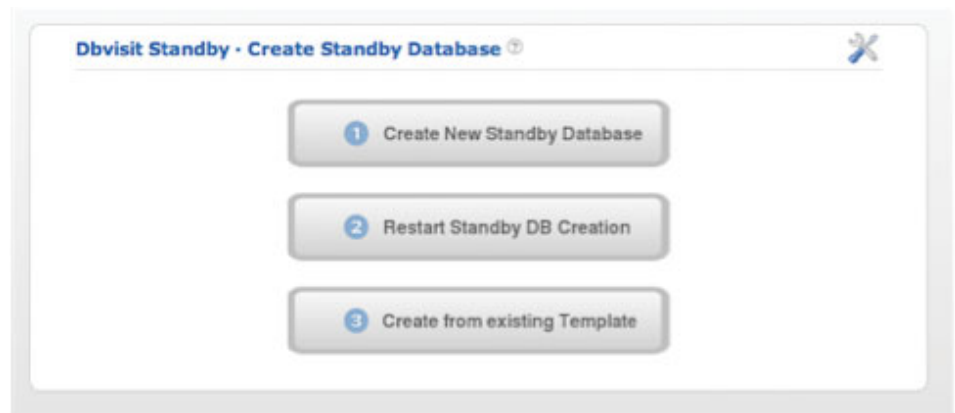 Dbvisit Standby · Create Standby Database ?
1 Create New Standby Database
2 Restart Standby DB Creation
3 Create from existing Template